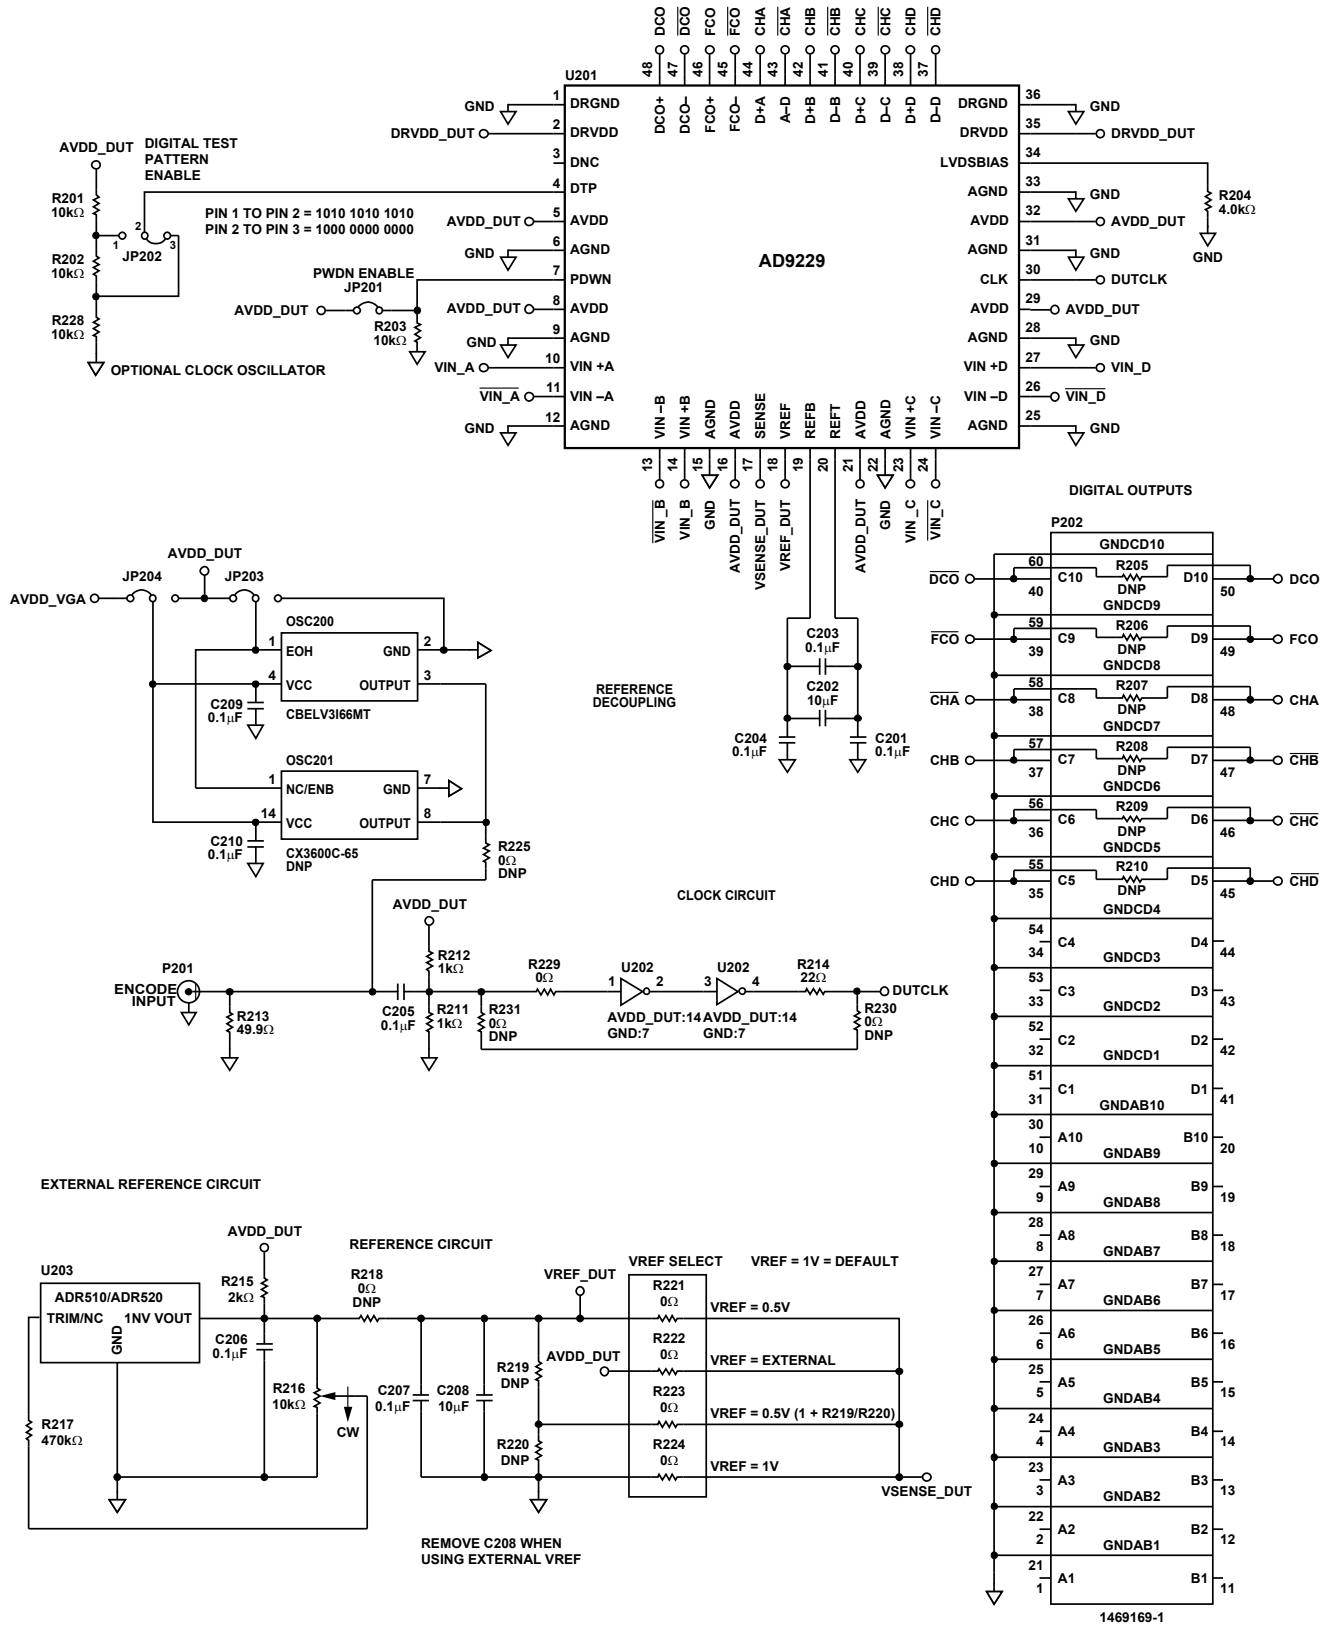 DCO
D̅C̅O̅
FCO
F̅C̅O̅
CHA
C̅H̅A̅
CHB
C̅H̅B̅
CHC
C̅H̅C̅
CHD
C̅H̅D̅
48
47
46
45
44
43
42
41
40
39
38
37
U201
DCO+
DCO–
FCO+
FCO–
D+A
A–D
D+B
D–B
D+C
D–C
D+D
D–D
GND 1 DRGND
DRVDD_DUT 2 DRVDD
3 DNC
4 DTP
AVDD_DUT 5 AVDD
GND 6 AGND
7 PDWN
AVDD_DUT 8 AVDD
GND 9 AGND
VIN_A 10 VIN +A
V̅I̅N̅_̅A̅ 11 VIN –A
GND 12 AGND
AD9229
DRGND 36 GND
DRVDD 35 DRVDD_DUT
LVDSBIAS 34
AGND 33 GND
AVDD 32 AVDD_DUT
AGND 31 GND
CLK 30 DUTCLK
AVDD 29 AVDD_DUT
AGND 28 GND
VIN +D 27 VIN_D
VIN –D 26 V̅I̅N̅_̅D̅
AGND 25 GND
R204
4.0kΩ
GND
VIN –B
VIN +B
AGND
AVDD
SENSE
VREF
REFB
REFT
AVDD
AGND
VIN +C
VIN –C
13
14
15
16
17
18
19
20
21
22
23
24
V̅I̅N̅_̅B̅
VIN_B
GND
AVDD_DUT
VSENSE_DUT
VREF_DUT
AVDD_DUT
GND
VIN_C
V̅I̅N̅_̅C̅
AVDD_DUT
DIGITAL TEST
PATTERN
ENABLE
R201
10kΩ
1
2
3
JP202
R202
10kΩ
R228
10kΩ
PIN 1 TO PIN 2 = 1010 1010 1010
PIN 2 TO PIN 3 = 1000 0000 0000
PWDN ENABLE
JP201
AVDD_DUT
R203
10kΩ
OPTIONAL CLOCK OSCILLATOR
AVDD_DUT
JP204
JP203
AVDD_VGA
OSC200
1 EOH GND 2
4 VCC OUTPUT 3
C209
0.1µF
CBELV3I66MT
OSC201
1 NC/ENB GND 7
14 VCC OUTPUT 8
C210
0.1µF
CX3600C-65
DNP
R225
0Ω
DNP
REFERENCE
DECOUPLING
C203
0.1µF
C202
10µF
C204
0.1µF
C201
0.1µF
CLOCK CIRCUIT
AVDD_DUT
P201
ENCODE
INPUT
R213
49.9Ω
C205
0.1µF
R212
1kΩ
R211
1kΩ
R229
0Ω
R231
0Ω
DNP
1 U202 2
AVDD_DUT:14
GND:7
3 U202 4
AVDD_DUT:14
GND:7
R214
22Ω
DUTCLK
R230
0Ω
DNP
EXTERNAL REFERENCE CIRCUIT
REFERENCE CIRCUIT
AVDD_DUT
U203
ADR510/ADR520
TRIM/NC 1NV VOUT
GND
R215
2kΩ
C206
0.1µF
R216
10kΩ
CW
R217
470kΩ
R218
0Ω
DNP
C207
0.1µF
C208
10µF
R219
DNP
R220
DNP
VREF_DUT
AVDD_DUT
VREF SELECT
VREF = 1V = DEFAULT
R221
0Ω
VREF = 0.5V
R222
0Ω
VREF = EXTERNAL
R223
0Ω
VREF = 0.5V (1 + R219/R220)
R224
0Ω
VREF = 1V
VSENSE_DUT
REMOVE C208 WHEN
USING EXTERNAL VREF
DIGITAL OUTPUTS
P202
GNDCD10
D̅C̅O̅ 60 40 C10 R205 DNP D10 50 DCO
GNDCD9
F̅C̅O̅ 59 39 C9 R206 DNP D9 49 FCO
GNDCD8
C̅H̅A̅ 58 38 C8 R207 DNP D8 48 CHA
GNDCD7
CHB 57 37 C7 R208 DNP D7 47 C̅H̅B̅
GNDCD6
CHC 56 36 C6 R209 DNP D6 46 C̅H̅C̅
GNDCD5
CHD 55 35 C5 R210 DNP D5 45 C̅H̅D̅
GNDCD4
54 34 C4 D4 44
GNDCD3
53 33 C3 D3 43
GNDCD2
52 32 C2 D2 42
GNDCD1
51 31 C1 D1 41
GNDAB10
30 10 A10 B10 20
GNDAB9
29 9 A9 B9 19
GNDAB8
28 8 A8 B8 18
GNDAB7
27 7 A7 B7 17
GNDAB6
26 6 A6 B6 16
GNDAB5
25 5 A5 B5 15
GNDAB4
24 4 A4 B4 14
GNDAB3
23 3 A3 B3 13
GNDAB2
22 2 A2 B2 12
GNDAB1
21 1 A1 B1 11
1469169-1